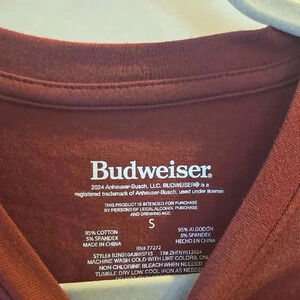 Budweiser.
2024 Anheuser-Busch, LLC. BUDWEISER® is a
registered trademark of Anheuser-Busch, used under license
THIS PRODUCT IS INTENDED FOR PURCHASE
BY PERSONS OF LEGAL ALCOHOL PURCHASE
AND DRINKING AGE.
S
95% COTTON
5% SPANDEX
MADE IN CHINA
95% ALGODÓN
5% SPANDEX
HECHO EN CHINA
RN# 77272
MACHINE WASH COLD WITH LIKE COLORS, ONL
NON-CHLORINE BLEACH WHEN NEEDED
TUMBLE DRY LOW COOL IRON AS NEEDED